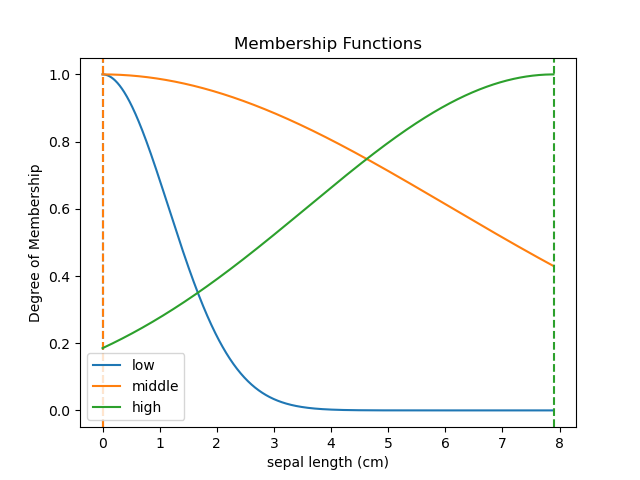 Membership Functions
Degree of Membership
1.0
0.8
0.6
0.4
0.2
0.0
low
middle
high
0 1 2 3 4 5 6 7 8
sepal length (cm)